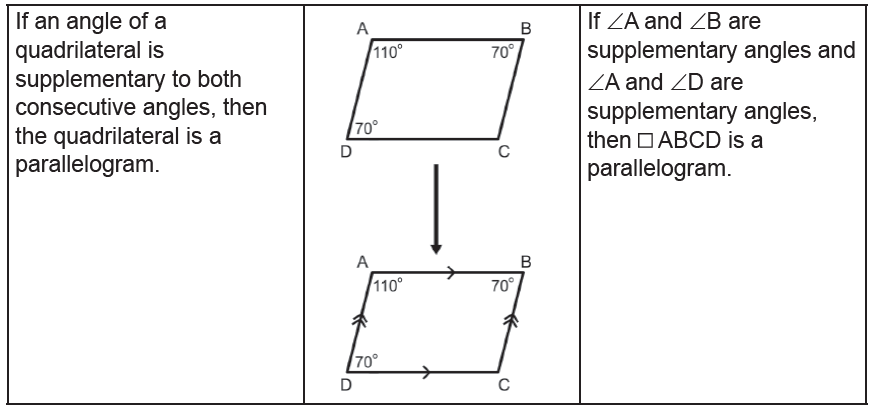 If an angle of a
quadrilateral is
supplementary to both
consecutive angles, then
the quadrilateral is a
parallelogram.
A B
110° 70°
70°
D C
A B
110° 70°
70°
D C
If ∠A and ∠B are
supplementary angles and
∠A and ∠D are
supplementary angles,
then □ ABCD is a
parallelogram.